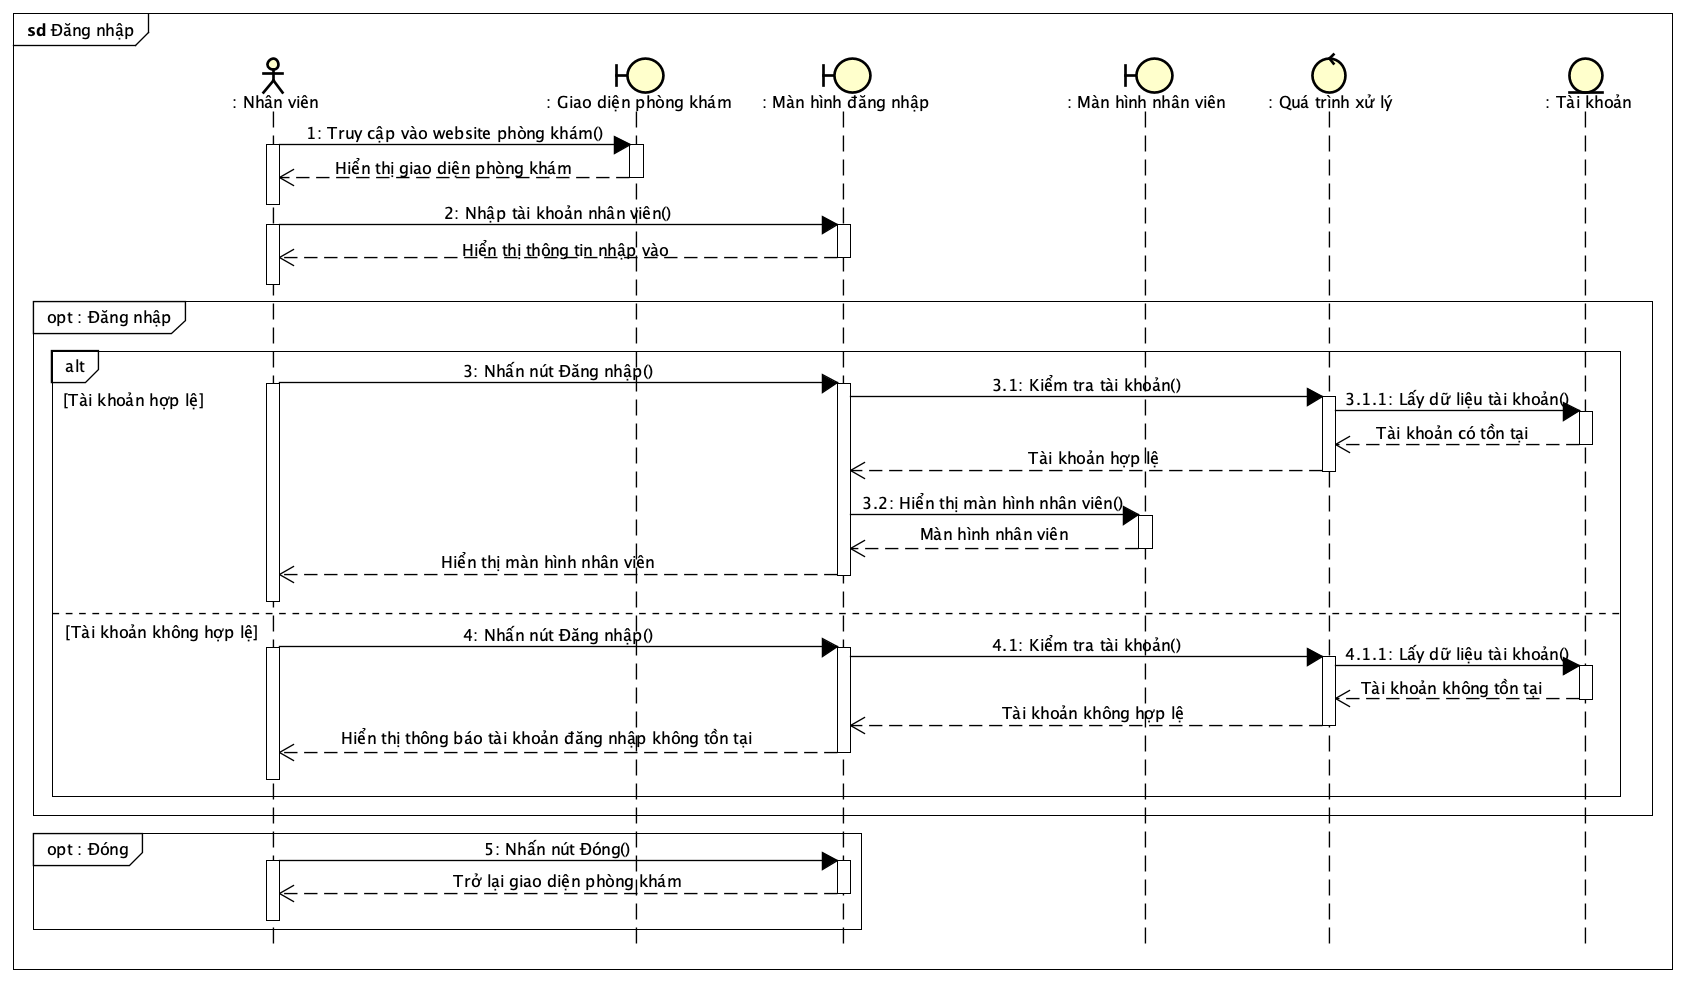 sd Đăng nhập
: Nhân viên
: Giao diện phòng khám
: Màn hình đăng nhập
: Màn hình nhân viên
: Quá trình xử lý
: Tài khoản
1: Truy cập vào website phòng khám()
Hiển thị giao diện phòng khám
2: Nhập tài khoản nhân viên()
Hiển thị thông tin nhập vào
opt : Đăng nhập
alt
[Tài khoản hợp lệ]
3: Nhấn nút Đăng nhập()
3.1: Kiểm tra tài khoản()
3.1.1: Lấy dữ liệu tài khoản()
Tài khoản có tồn tại
Tài khoản hợp lệ
3.2: Hiển thị màn hình nhân viên()
Màn hình nhân viên
Hiển thị màn hình nhân viên
[Tài khoản không hợp lệ]
4: Nhấn nút Đăng nhập()
4.1: Kiểm tra tài khoản()
4.1.1: Lấy dữ liệu tài khoản()
Tài khoản không tồn tại
Tài khoản không hợp lệ
Hiển thị thông báo tài khoản đăng nhập không tồn tại
opt : Đóng
5: Nhấn nút Đóng()
Trở lại giao diện phòng khám